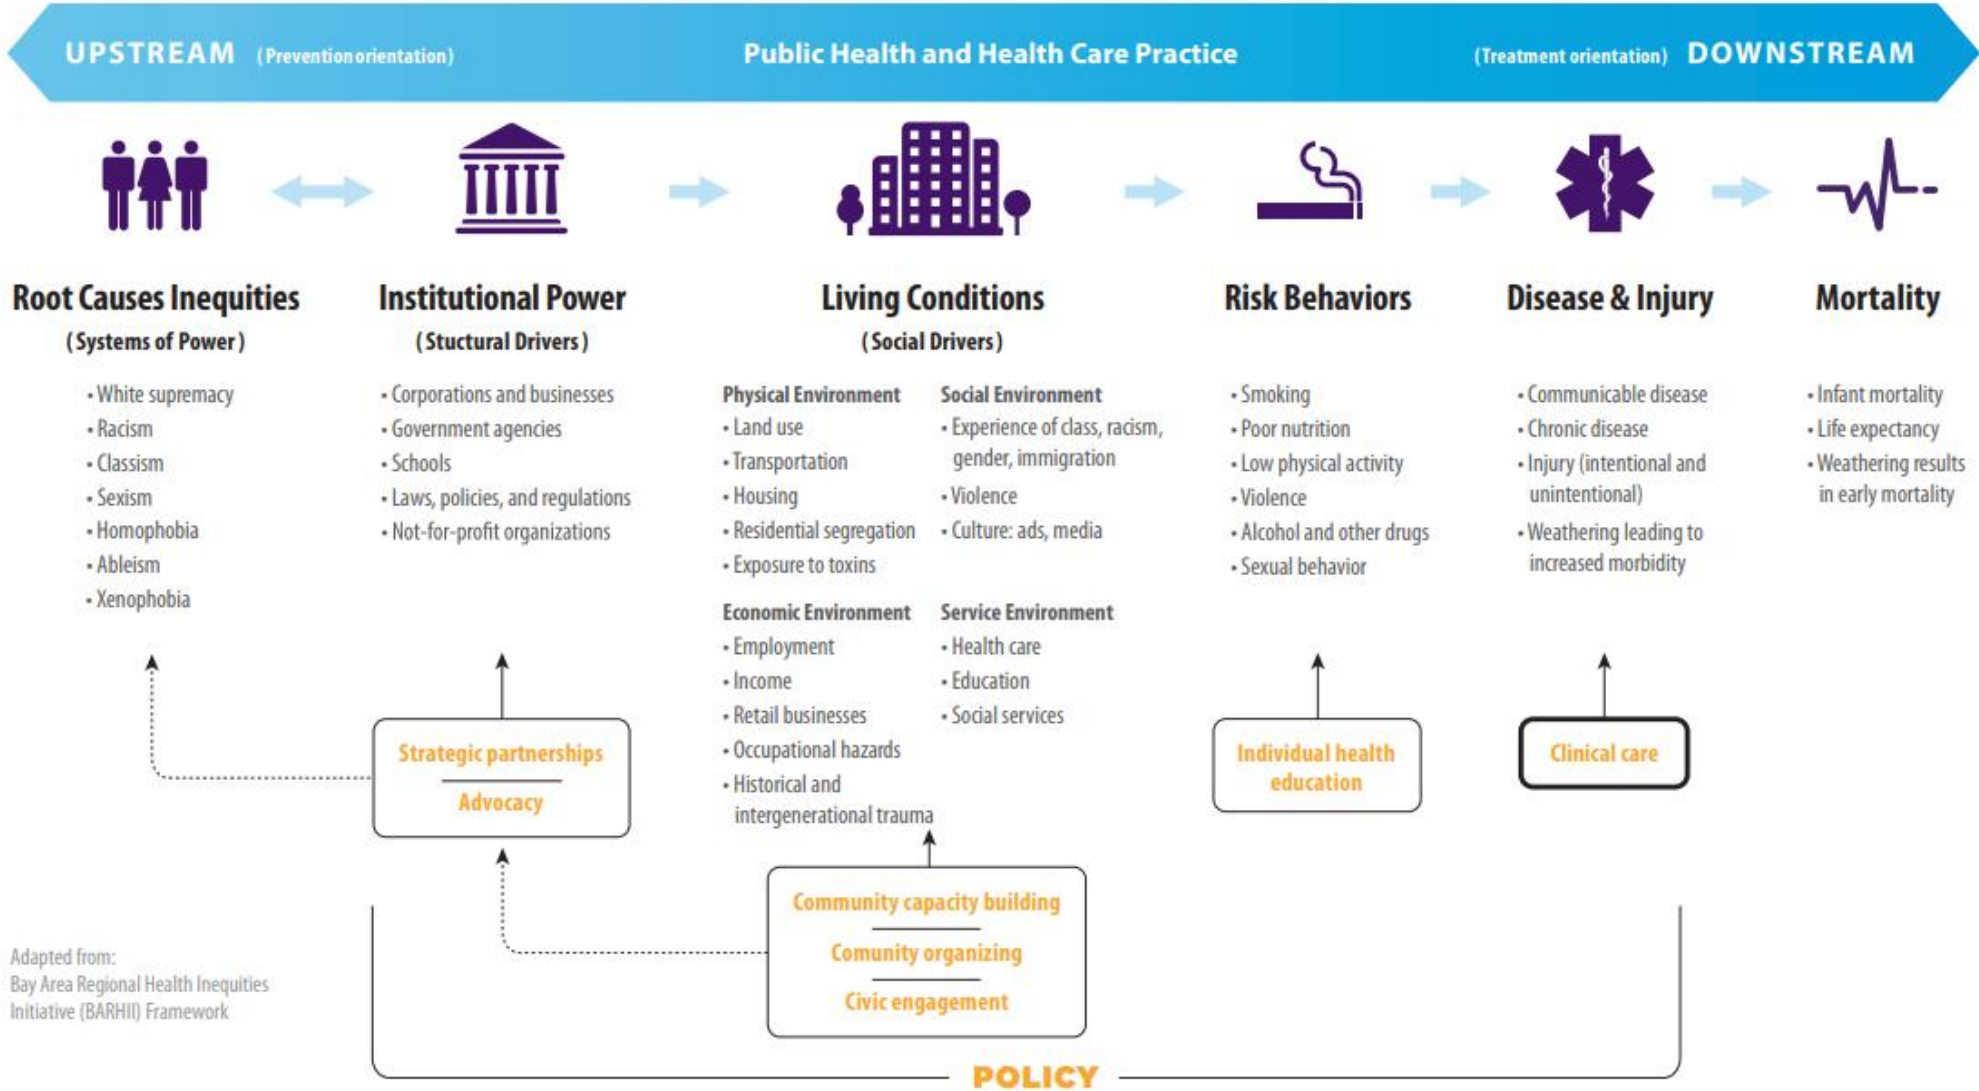 UPSTREAM (Prevention orientation)
Public Health and Health Care Practice
(Treatment orientation) DOWNSTREAM
Root Causes Inequities
(Systems of Power)
• White supremacy
• Racism
• Classism
• Sexism
• Homophobia
• Ableism
• Xenophobia
Institutional Power
(Stuctural Drivers)
• Corporations and businesses
• Government agencies
• Schools
• Laws, policies, and regulations
• Not-for-profit organizations
Strategic partnerships
Advocacy
Living Conditions
(Social Drivers)
Physical Environment
• Land use
• Transportation
• Housing
• Residential segregation
• Exposure to toxins
Social Environment
• Experience of class, racism,
gender, immigration
• Violence
• Culture: ads, media
Economic Environment
• Employment
• Income
• Retail businesses
• Occupational hazards
• Historical and
intergenerational trauma
Service Environment
• Health care
• Education
• Social services
Community capacity building
Comunity organizing
Civic engagement
Risk Behaviors
• Smoking
• Poor nutrition
• Low physical activity
• Violence
• Alcohol and other drugs
• Sexual behavior
Individual health
education
Disease & Injury
• Communicable disease
• Chronic disease
• Injury (intentional and
unintentional)
• Weathering leading to
increased morbidity
Clinical care
Mortality
• Infant mortality
• Life expectancy
• Weathering results
in early mortality
Adapted from:
Bay Area Regional Health Inequities
Initiative (BARHII) Framework
POLICY